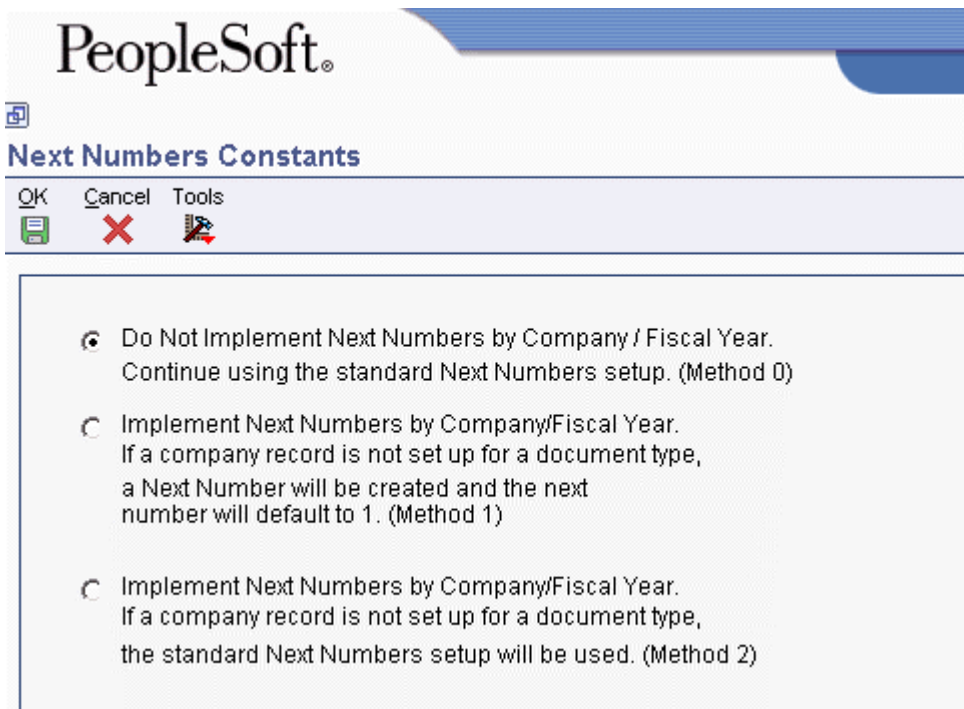 PeopleSoft®
Next Numbers Constants
OK Cancel Tools
Do Not Implement Next Numbers by Company / Fiscal Year.
Continue using the standard Next Numbers setup. (Method 0)
Implement Next Numbers by Company/Fiscal Year.
If a company record is not set up for a document type,
a Next Number will be created and the next
number will default to 1. (Method 1)
Implement Next Numbers by Company/Fiscal Year.
If a company record is not set up for a document type,
the standard Next Numbers setup will be used. (Method 2)